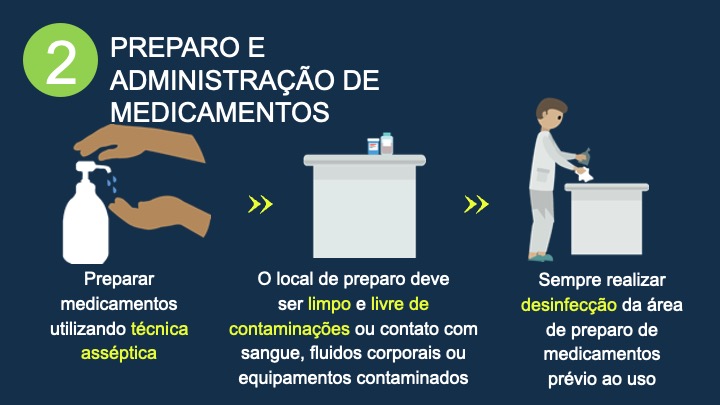 2
PREPARO E
ADMINISTRAÇÃO DE
MEDICAMENTOS
Preparar
medicamentos
utilizando técnica
asséptica
O local de preparo deve
ser limpo e livre de
contaminações ou contato com
sangue, fluidos corporais ou
equipamentos contaminados
Sempre realizar
desinfecção da área
de preparo de
medicamentos
prévio ao uso